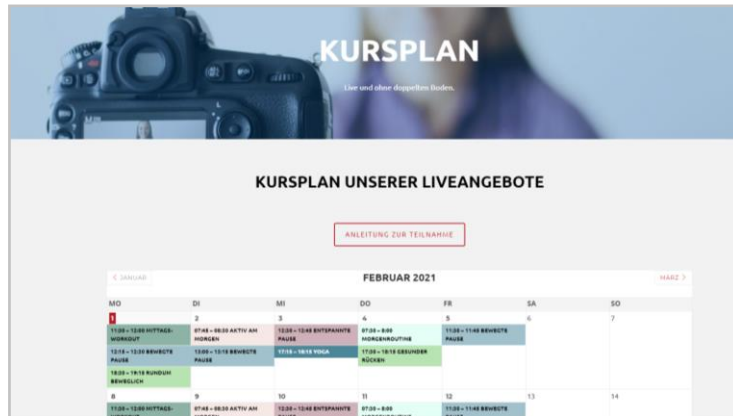 KURSPLAN
Live und ohne doppelten Boden.
KURSPLAN UNSERER LIVEANGEBOTE
ANLEITUNG ZUR TEILNAHME
< JANUAR
FEBRUAR 2021
MÄRZ >
MO DI MI DO FR SA SO
1 2 3 4 5 6 7
11:30 – 12:00 MITTAGS-
WORKOUT
07:45 – 08:30 AKTIV AM
MORGEN
12:30 – 12:45 ENTSPANNTE
PAUSE
07:30 – 8:00
MORGENROUTINE
11:30 – 11:45 BEWEGTE
PAUSE
12:15 – 12:30 BEWEGTE
PAUSE
13:00 – 13:15 BEWEGTE
PAUSE
17:15 – 18:15 YOGA
17:30 – 18:15 GESUNDER
RÜCKEN
18:30 – 19:15 RUNDUM
BEWEGLICH
8 9 10 11 12 13 14
11:30 – 12:00 MITTAGS-
07:45 – 08:30 AKTIV AM
12:30 – 12:45 ENTSPANNTE
07:30 – 8:00
11:30 – 11:45 BEWEGTE